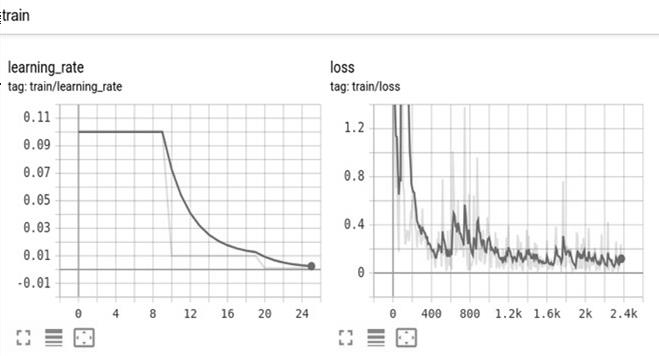 train
learning_rate
tag: train/learning_rate
0.11
0.09
0.07
0.05
0.03
0.01
-0.01
0 4 8 12 16 20 24
loss
tag: train/loss
1.2
0.8
0.4
0
0 400 800 1.2k 1.6k 2k 2.4k